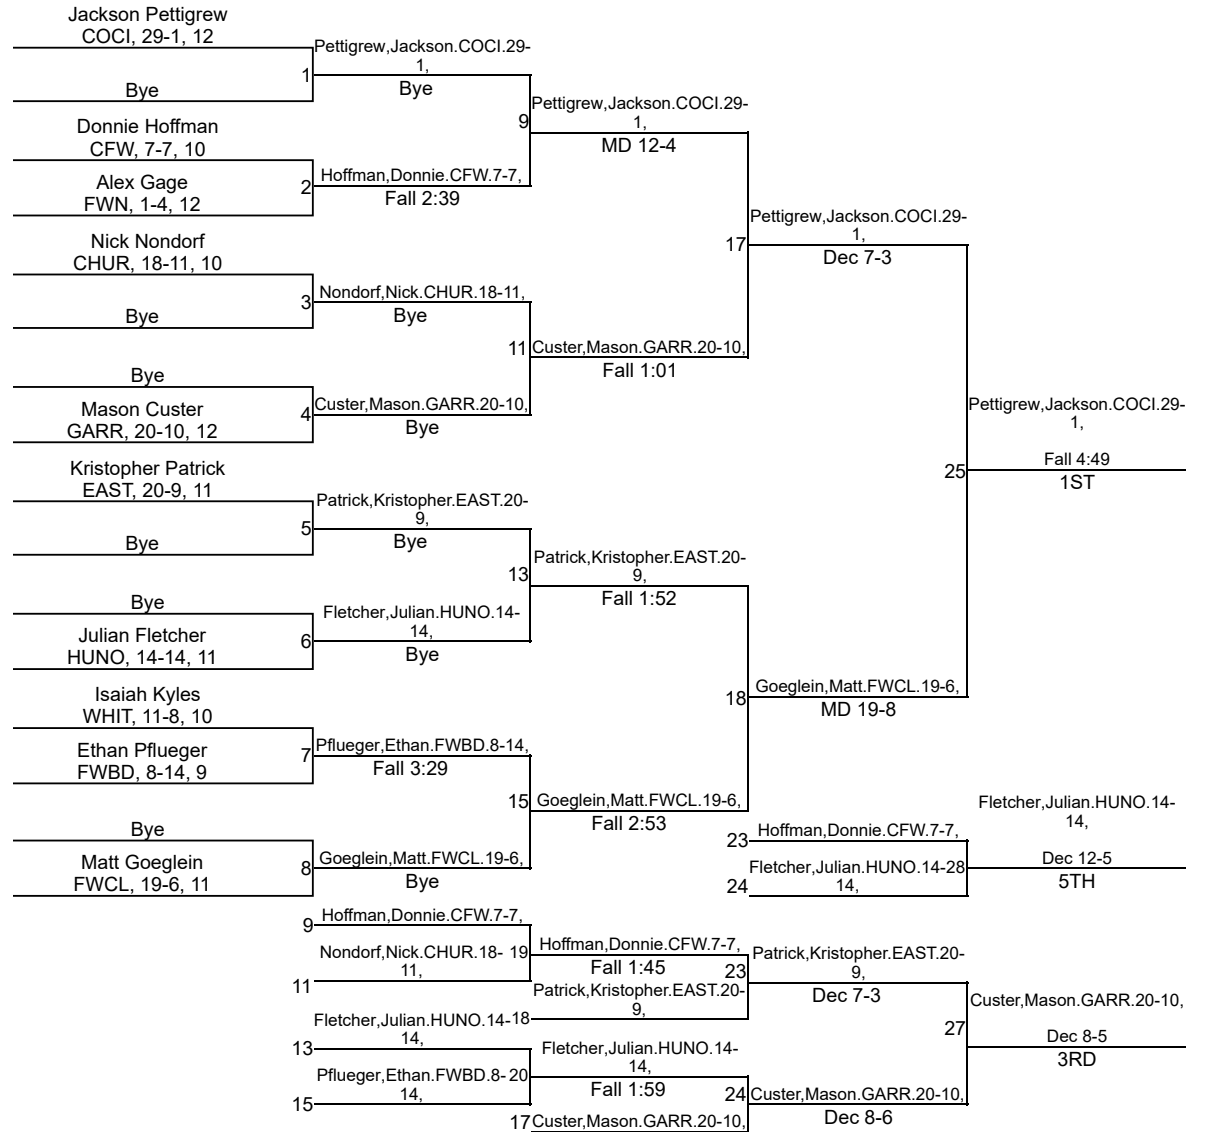 Jackson Pettigrew
COCI, 29-1, 12
1
Bye
Donnie Hoffman
CFW, 7-7, 10
2
Alex Gage
FWN, 1-4, 12
Nick Nondorf
CHUR, 18-11, 10
3
Bye
Bye
4
Mason Custer
GARR, 20-10, 12
Kristopher Patrick
EAST, 20-9, 11
5
Bye
Bye
6
Julian Fletcher
HUNO, 14-14, 11
Isaiah Kyles
WHIT, 11-8, 10
7
Ethan Pflueger
FWBD, 8-14, 9
Bye
8
Matt Goeglein
FWCL, 19-6, 11
Pettigrew,Jackson.COCI.29-
1,
Bye
9
Hoffman,Donnie.CFW.7-7,
Fall 2:39
Nondorf,Nick.CHUR.18-11,
Bye
11
Custer,Mason.GARR.20-10,
Bye
Patrick,Kristopher.EAST.20-
9,
Bye
13
Fletcher,Julian.HUNO.14-
14,
Bye
Pflueger,Ethan.FWBD.8-14,
Fall 3:29
15
Goeglein,Matt.FWCL.19-6,
Bye
Pettigrew,Jackson.COCI.29-
1,
MD 12-4
17
Custer,Mason.GARR.20-10,
Fall 1:01
Patrick,Kristopher.EAST.20-
9,
Fall 1:52
18
Goeglein,Matt.FWCL.19-6,
Fall 2:53
Pettigrew,Jackson.COCI.29-
1,
Dec 7-3
25
Goeglein,Matt.FWCL.19-6,
MD 19-8
Pettigrew,Jackson.COCI.29-
1,
Fall 4:49
1ST
23
Hoffman,Donnie.CFW.7-7,
Fletcher,Julian.HUNO.14-28
24
14,
Fletcher,Julian.HUNO.14-
14,
Dec 12-5
5TH
9
Hoffman,Donnie.CFW.7-7,
Nondorf,Nick.CHUR.18-
19
11,
11
Hoffman,Donnie.CFW.7-7,
Fall 1:45
23
Patrick,Kristopher.EAST.20-
18
9,
Fletcher,Julian.HUNO.14-
14,
13
Pflueger,Ethan.FWBD.8-
20
14,
15
Fletcher,Julian.HUNO.14-
14,
Fall 1:59
24
17
Custer,Mason.GARR.20-10,
Patrick,Kristopher.EAST.20-
9,
Dec 7-3
27
Custer,Mason.GARR.20-10,
Dec 8-6
Custer,Mason.GARR.20-10,
Dec 8-5
3RD